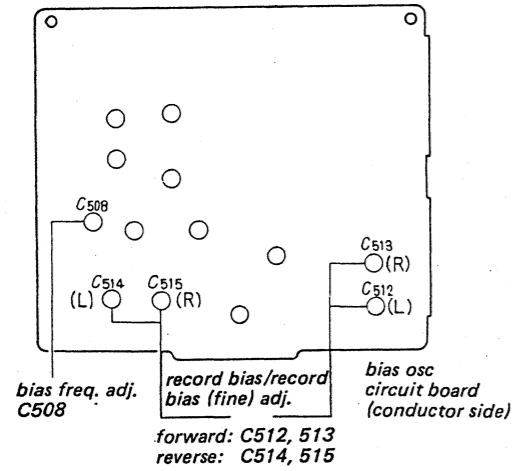 C508
C513
(R)
C514
C515
C512
(L)
(R)
(L)
bias freq. adj.
C508
record bias/record
bias (fine) adj.
bias osc
circuit board
(conductor side)
forward: C512, 513
reverse: C514, 515